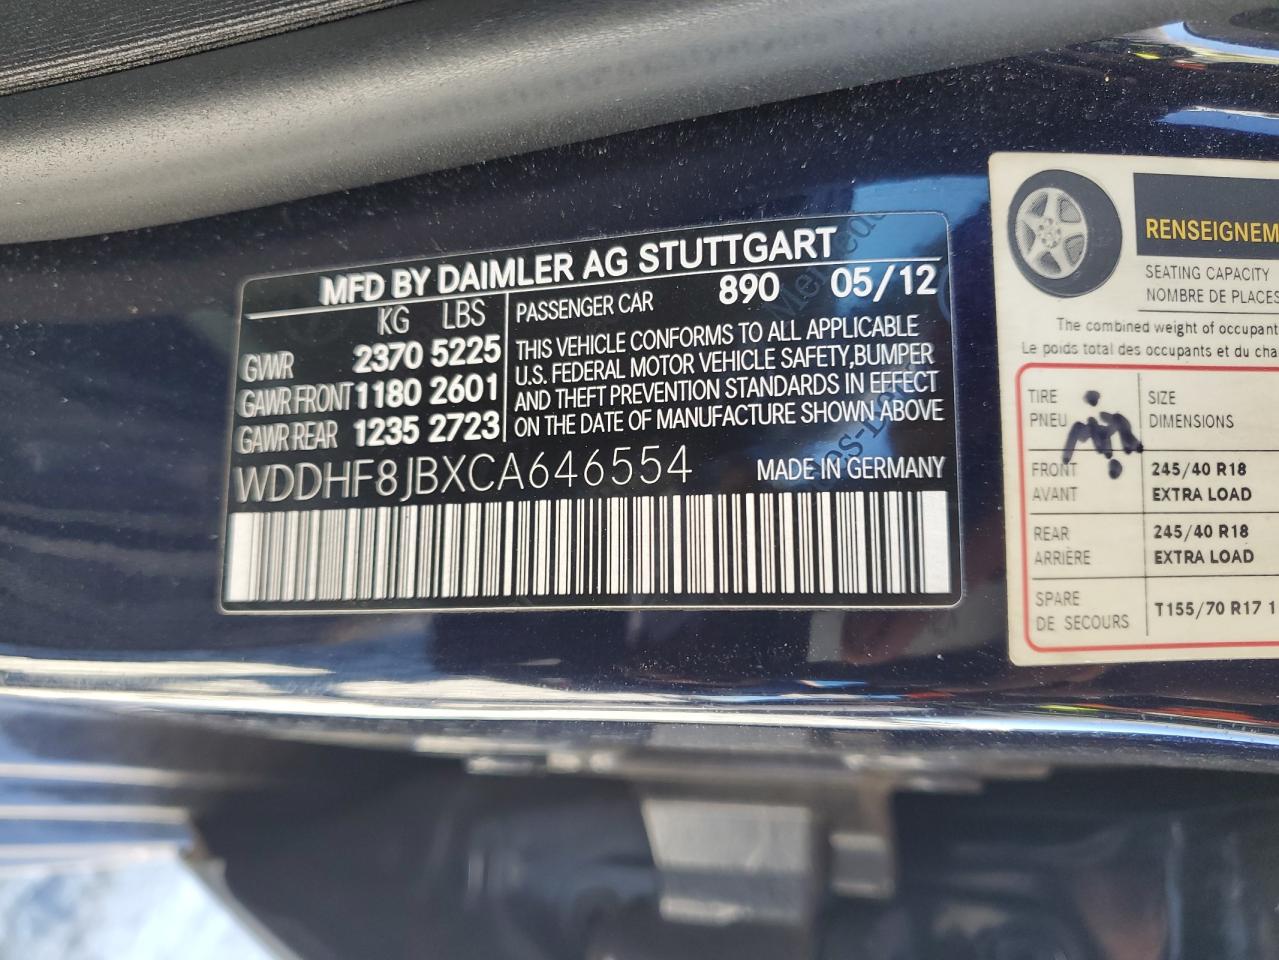 MFD BY DAIMLER AG STUTTGART
KG LBS
GVWR 2370 5225
GAWR FRONT 1180 2601
GAWR REAR 1235 2723
PASSENGER CAR 890 05/12
THIS VEHICLE CONFORMS TO ALL APPLICABLE
U.S. FEDERAL MOTOR VEHICLE SAFETY,BUMPER
AND THEFT PREVENTION STANDARDS IN EFFECT
ON THE DATE OF MANUFACTURE SHOWN ABOVE
WDDHF8JBXCA646554 MADE IN GERMANY
RENSEIGNEM
SEATING CAPACITY
NOMBRE DE PLACES
The combined weight of occupant
Le poids total des occupants et du cha
TIRE SIZE
PNEU DIMENSIONS
FRONT 245/40 R18
AVANT EXTRA LOAD
REAR 245/40 R18
ARRIÈRE EXTRA LOAD
SPARE T155/70 R17 1
DE SECOURS